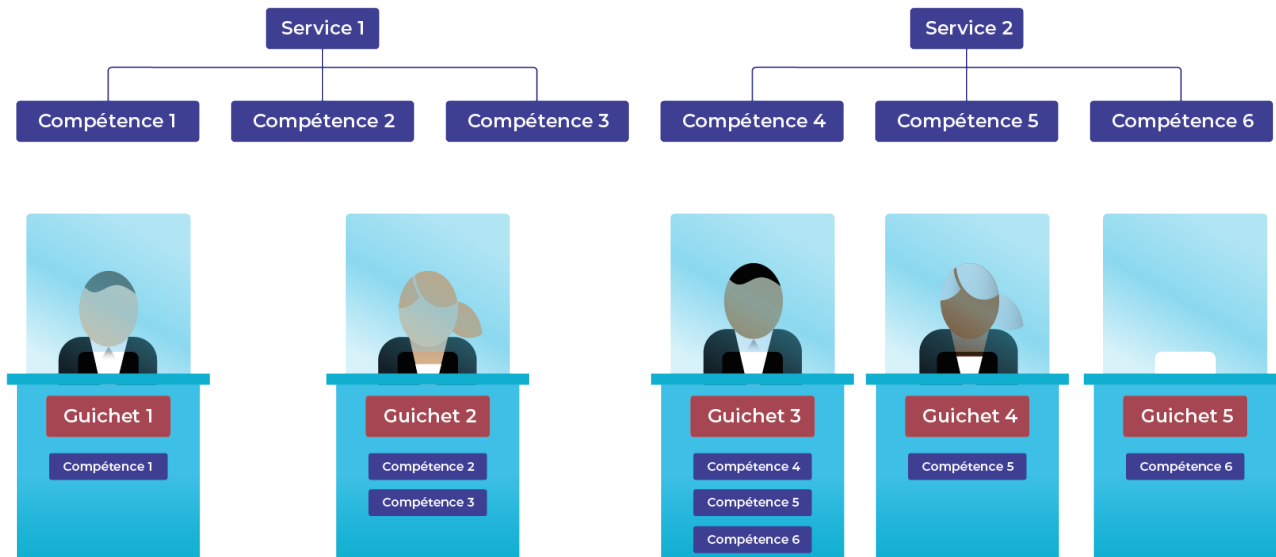 Service 1
Service 2
Compétence 1
Compétence 2
Compétence 3
Compétence 4
Compétence 5
Compétence 6
Guichet 1
Guichet 2
Guichet 3
Guichet 4
Guichet 5
Compétence 1
Compétence 2
Compétence 4
Compétence 5
Compétence 6
Compétence 3
Compétence 5
Compétence 6